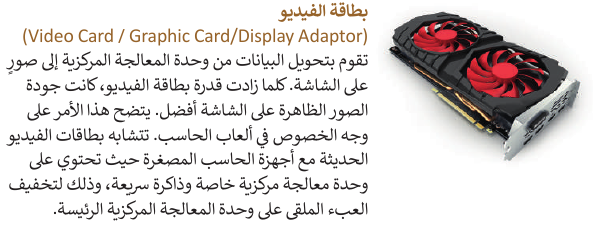 بطاقة الفيديو
(Video Card / Graphic Card/Display Adaptor)
تقوم بتحويل البيانات من وحدة المعالجة المركزية إلى صورٍ
على الشاشة. كلما زادت قدرة بطاقة الفيديو، كانت جودة
الصور الظاهرة على الشاشة أفضل. يتضح هذا الأمر على
وجه الخصوص في ألعاب الحاسب. تتشابه بطاقات الفيديو
الحديثة مع أجهزة الحاسب المصغرة حيث تحتوي على
وحدة معالجة مركزية خاصة وذاكرة سريعة، وذلك لتخفيف
العبء الملقى على وحدة المعالجة المركزية الرئيسة.